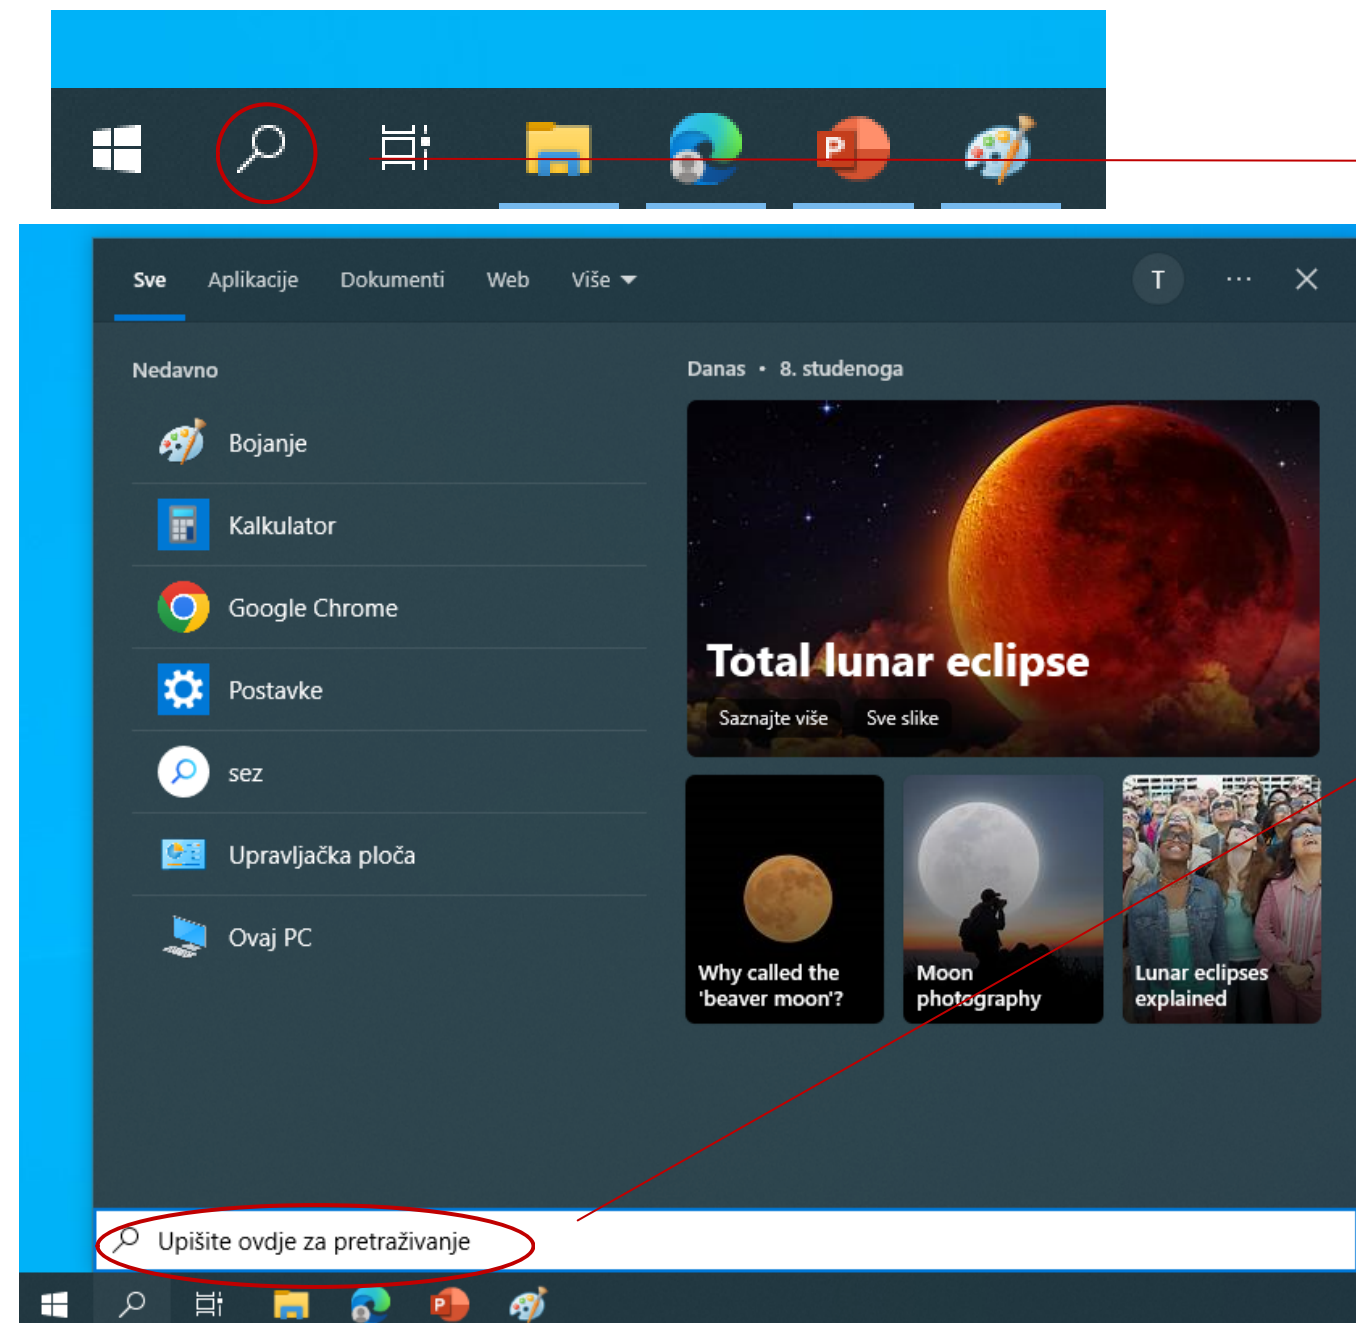 Sve Aplikacije Dokumenti Web Više T
Nedavno
Bojanje
Kalkulator
Google Chrome
Postavke
sez
Upravljačka ploča
Ovaj PC
Danas • 8. studenoga
Total lunar eclipse
Saznajte više Sve slike
Why called the
'beaver moon'?
Moon
photography
Lunar eclipses
explained
Upišite ovdje za pretraživanje